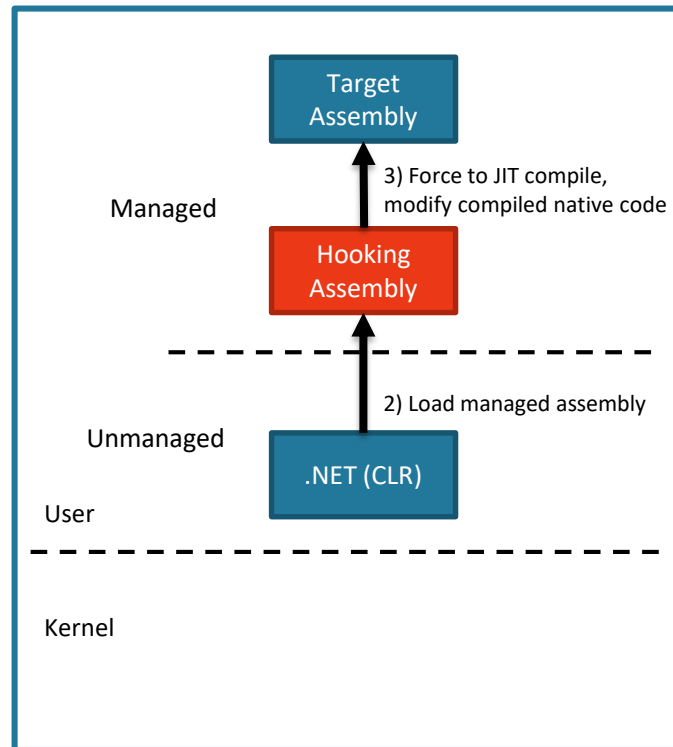 Target
Assembly
3) Force to JIT compile,
modify compiled native code
Managed
Hooking
Assembly
2) Load managed assembly
Unmanaged
.NET (CLR)
User
Kernel